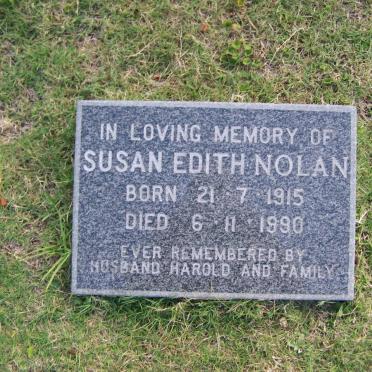 IN LOVING MEMORY OF
SUSAN EDITH NOLAN
BORN 21 7 1915
DIED 6 11 1990
EVER REMEMBERED BY
HUSBAND HAROLD AND FAMILY